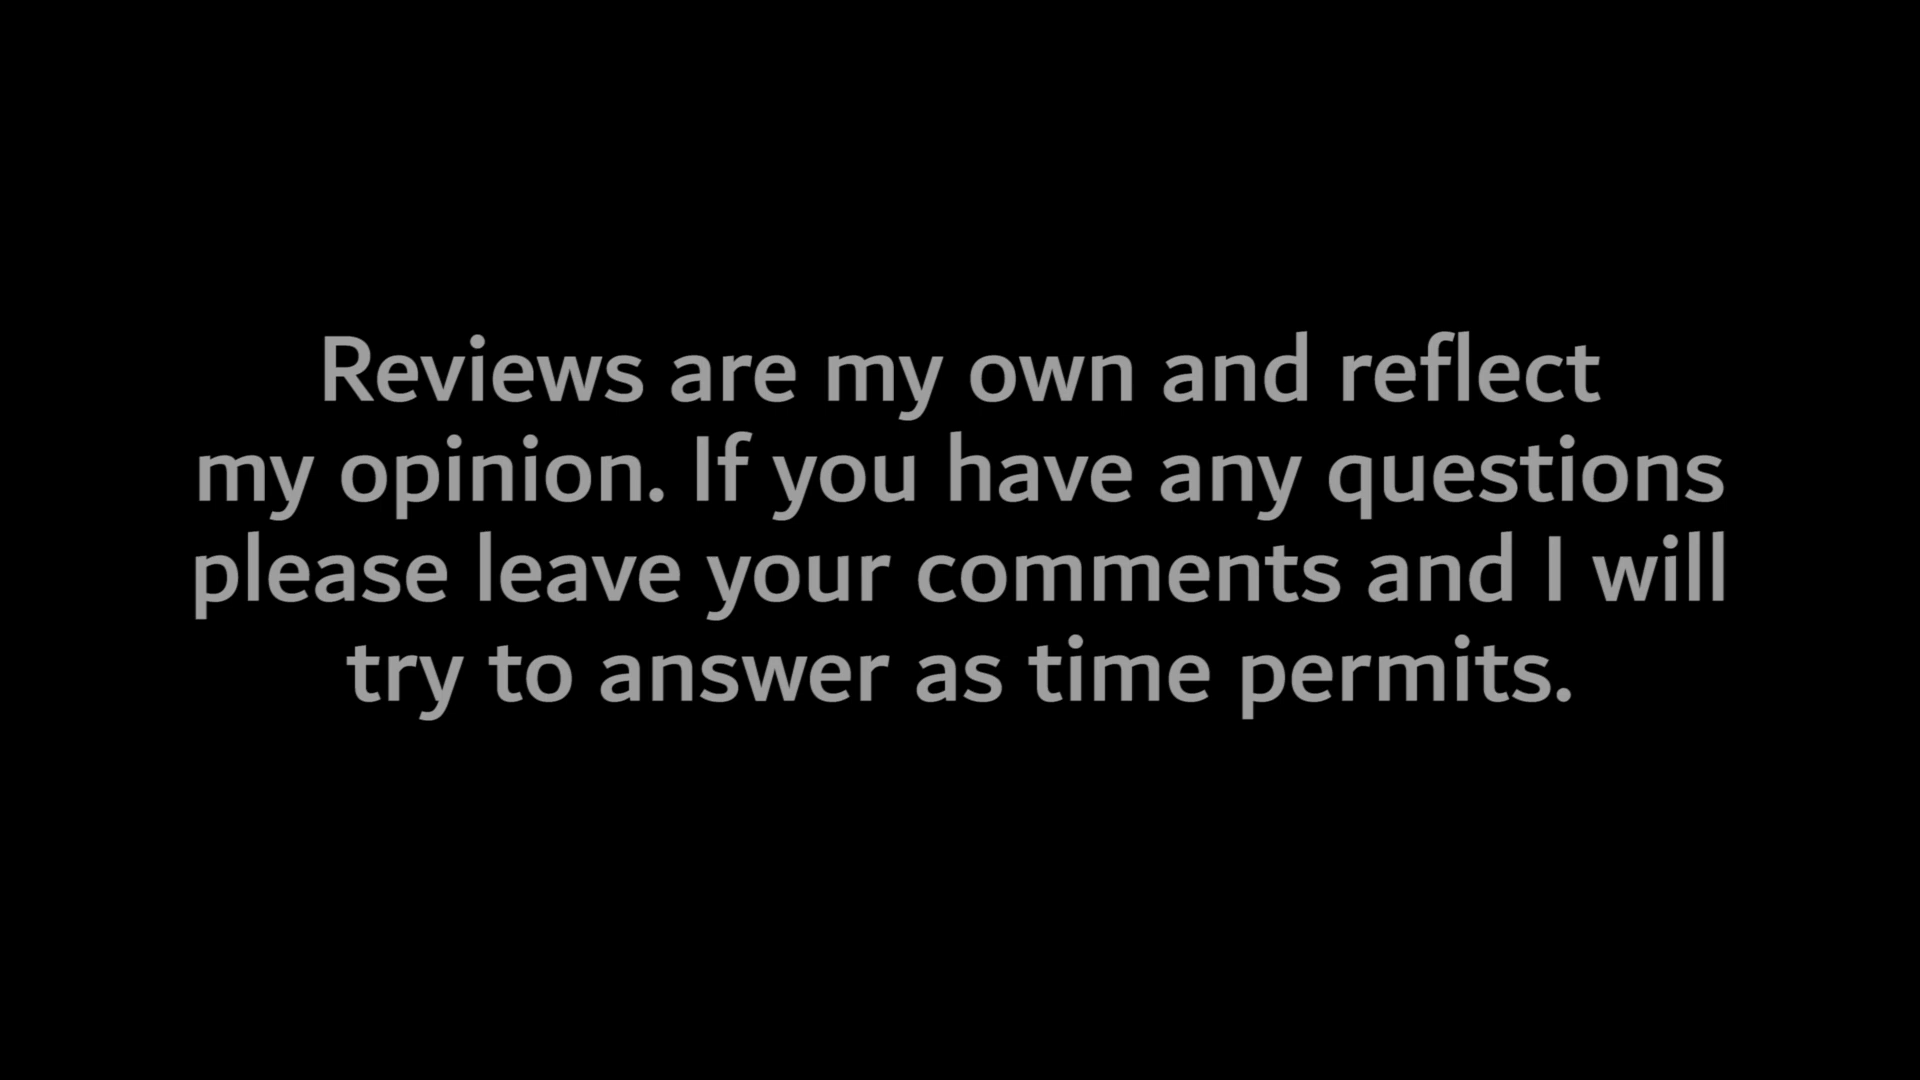 Reviews are my own and reflect
my opinion. If you have any questions
please leave your comments and I will
try to answer as time permits.